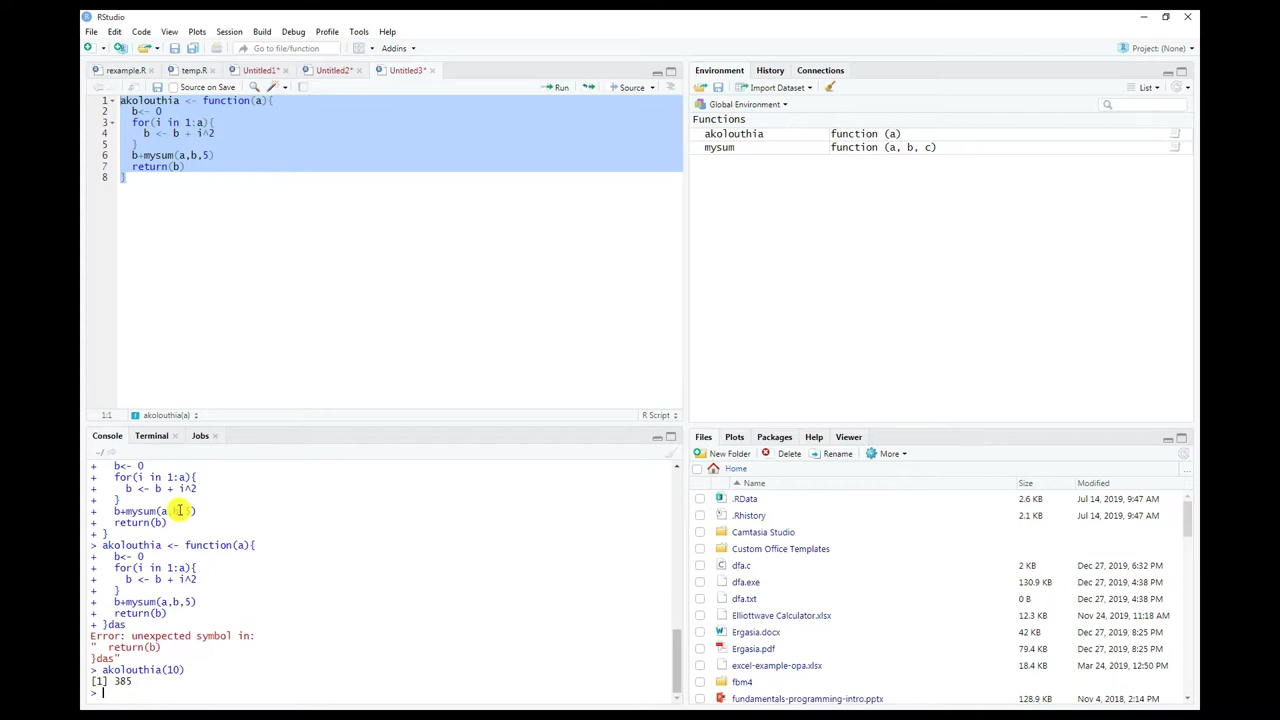 RStudio
File Edit Code View Plots Session Build Debug Profile Tools Help
Go to file/function Addins Project: (None)
rexample.R temp.R Untitled1* Untitled2* Untitled3*
Source on Save Run Source
1 akolouthia <- function(a){
2 b<- 0
3 for(i in 1:a){
4 b <- b + i^2
5 }
6 b+mysum(a,b,5)
7 return(b)
8 }
1:1 akolouthia(a) R Script
Environment History Connections
Import Dataset List
Global Environment
Functions
akolouthia function (a)
mysum function (a, b, c)
Console Terminal Jobs
~/
+ b<- 0
+ for(i in 1:a){
+ b <- b + i^2
+ }
+ b+mysum(a,b,5)
+ return(b)
+ }
> akolouthia <- function(a){
+ b<- 0
+ for(i in 1:a){
+ b <- b + i^2
+ }
+ b+mysum(a,b,5)
+ return(b)
+ }das
Error: unexpected symbol in:
" return(b)
}das"
> akolouthia(10)
[1] 385
>
Files Plots Packages Help Viewer
New Folder Delete Rename More
Home ...
Name Size Modified
.RData 2.6 KB Jul 14, 2019, 9:47 AM
.Rhistory 2.1 KB Jul 14, 2019, 9:47 AM
Camtasia Studio
Custom Office Templates
dfa.c 2 KB Dec 27, 2019, 6:32 PM
dfa.exe 130.9 KB Dec 27, 2019, 4:38 PM
dfa.txt 0 B Dec 27, 2019, 4:38 PM
Elliottwave Calculator.xlsx 12.3 KB Nov 24, 2019, 11:18 AM
Ergasia.docx 42 KB Dec 27, 2019, 8:25 PM
Ergasia.pdf 173 KB Dec 27, 2019, 8:25 PM
excel-example-opa.xlsx 18.4 KB Mar 24, 2019, 12:50 PM
fbm4
fundamentals-programming-intro.pptx 128.9 KB Nov 4, 2018, 2:14 PM